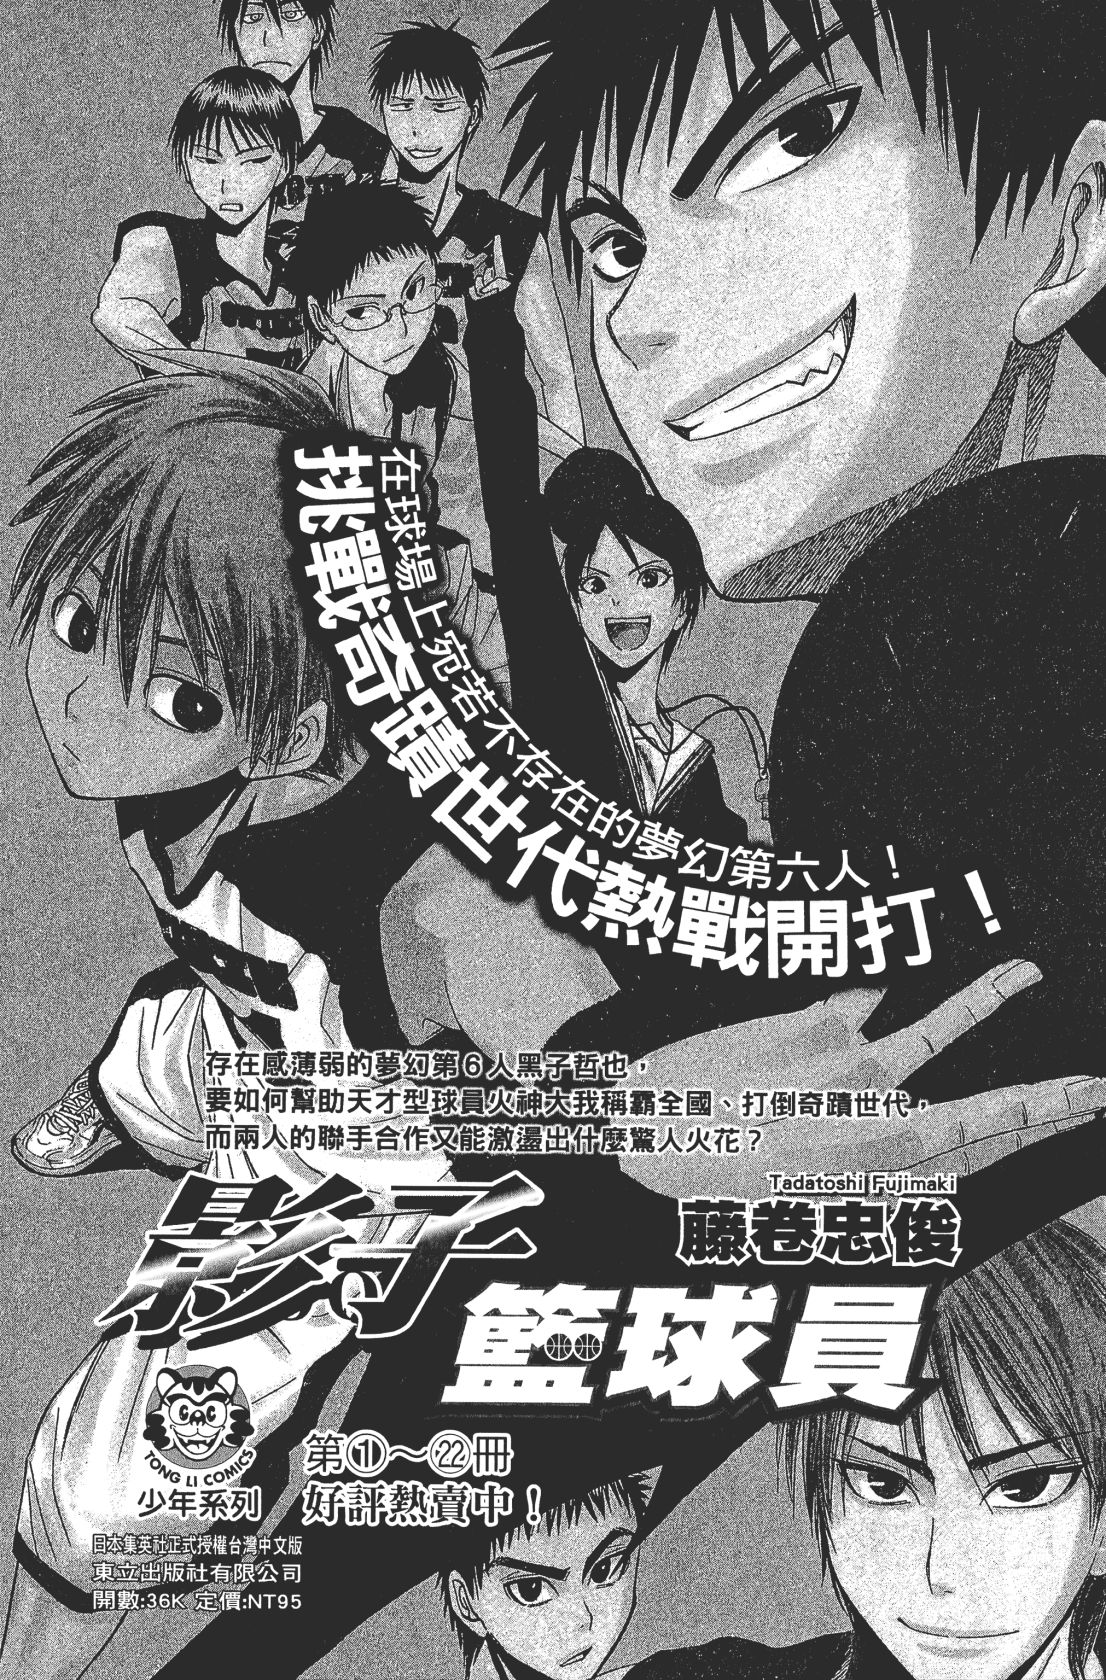 在球場上宛若不存在的夢幻第六人！
挑戰奇蹟世代熱戰開打！
存在感薄弱的夢幻第6人黑子哲也，
要如何幫助天才型球員火神大我稱霸全國、打倒奇蹟世代，
而兩人的聯手合作又能激盪出什麼驚人火花？
Tadatoshi Fujimaki
藤卷忠俊
影子
籃球員
TONG LI COMICS
少年系列
第①～㉒冊
好評熱賣中！
日本集英社正式授權台灣中文版
東立出版社有限公司
開數:36K 定價:NT95